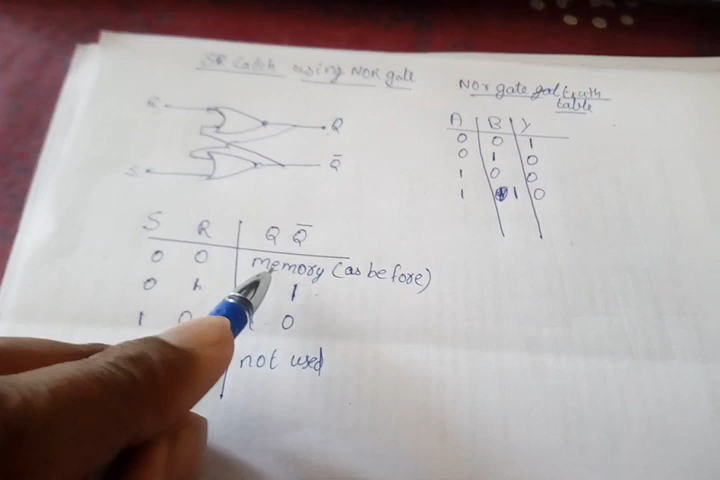 SR Latch using NOR gate
R Q
S Q̅
S R Q Q̅
0 0 memory (as before)
0 1 1
1 0 0
not used
NOr gate truth
table
A B Y
0 0 1
0 1 0
1 0 0
1 1 0